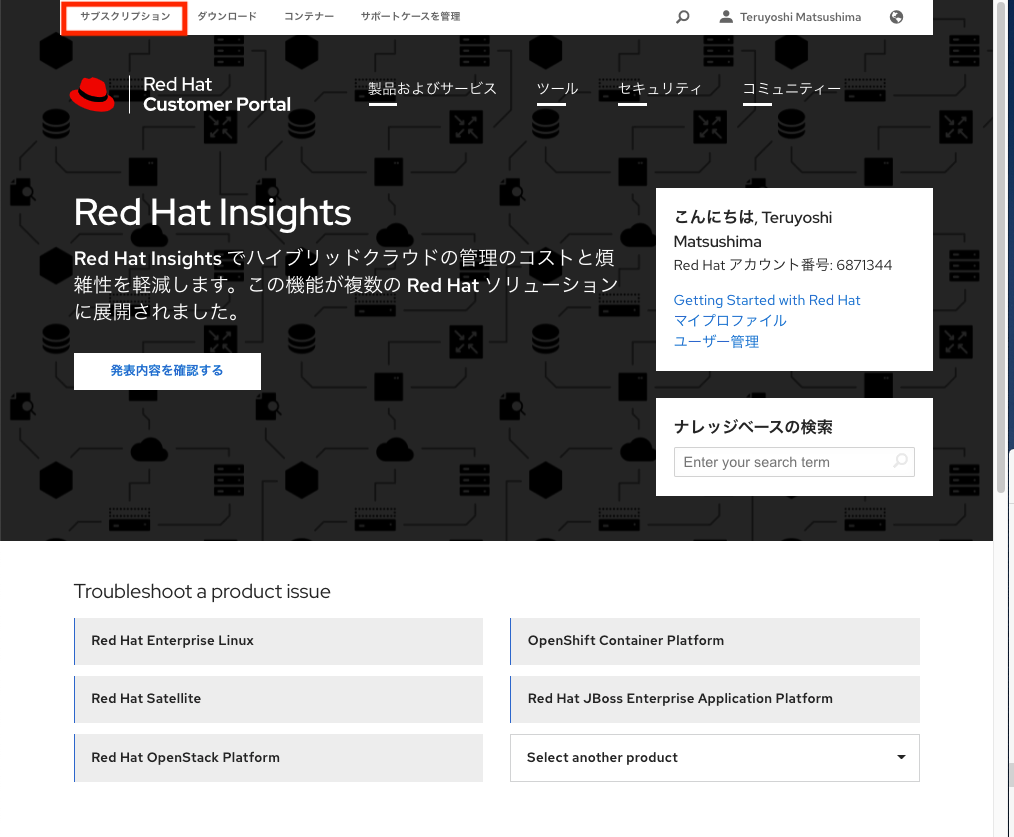 サブスクリプション ダウンロード コンテナー サポートケースを管理 Teruyoshi Matsushima
Red Hat
Customer Portal
製品およびサービス ツール セキュリティ コミュニティー
Red Hat Insights
Red Hat Insights でハイブリッドクラウドの管理のコストと煩
雑性を軽減します。この機能が複数の Red Hat ソリューション
に展開されました。
発表内容を確認する
こんにちは, Teruyoshi
Matsushima
Red Hat アカウント番号: 6871344
Getting Started with Red Hat
マイプロファイル
ユーザー管理
ナレッジベースの検索
Enter your search term
Troubleshoot a product issue
Red Hat Enterprise Linux
OpenShift Container Platform
Red Hat Satellite
Red Hat JBoss Enterprise Application Platform
Red Hat OpenStack Platform
Select another product